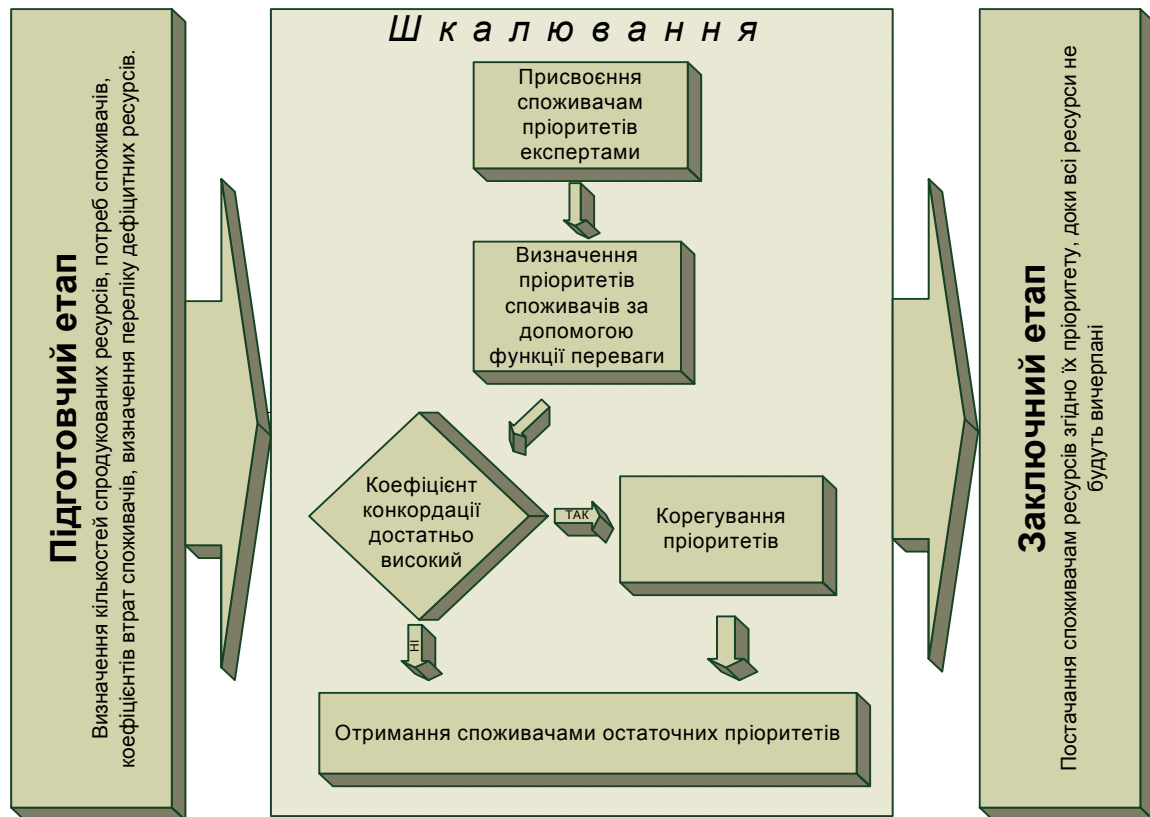 Підготовчий етап
Визначення кількостей спродукованих ресурсів, потреб споживачів,
коефіцієнтів втрат споживачів, визначення переліку дефіцитних ресурсів.
Шкалювання
Присвоєння
споживачам
пріоритетів
експертами
Визначення
пріоритетів
споживачів за
допомогою
функції переваги
Коефіцієнт
конкордації
достатньо
високий
ТАК
Корегування
пріоритетів
НІ
Отримання споживачами остаточних пріоритетів
Заключний етап
Постачання споживачам ресурсів згідно їх пріоритету, доки всі ресурси не
будуть вичерпані